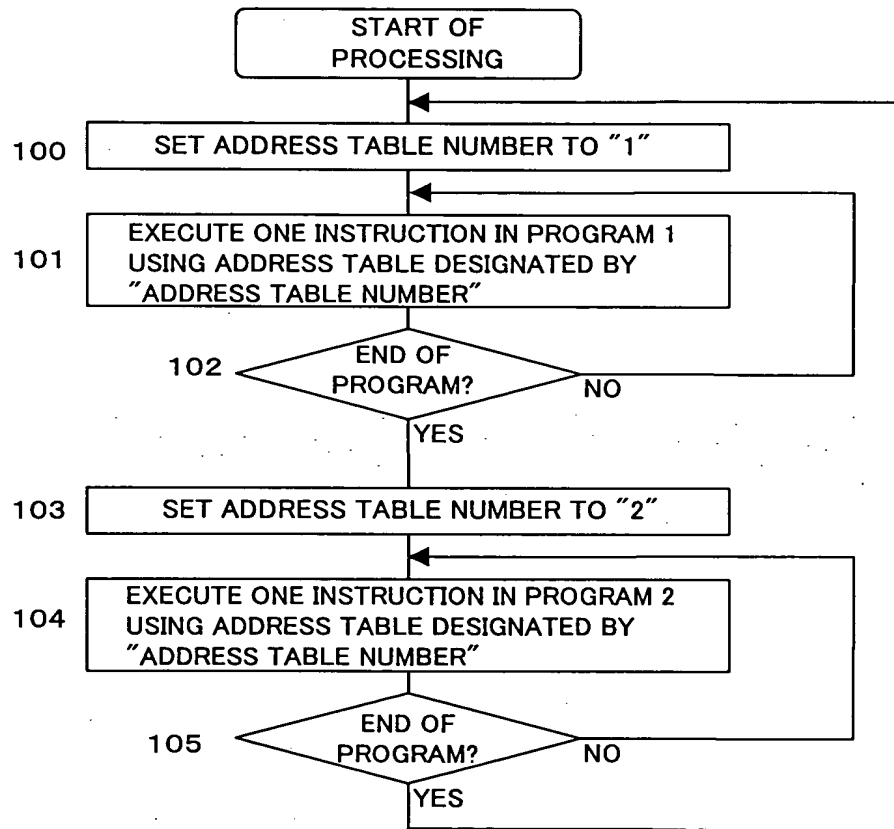 START OF
PROCESSING
100
SET ADDRESS TABLE NUMBER TO "1"
101
EXECUTE ONE INSTRUCTION IN PROGRAM 1
USING ADDRESS TABLE DESIGNATED BY
"ADDRESS TABLE NUMBER"
102
END OF
PROGRAM?
NO
YES
103
SET ADDRESS TABLE NUMBER TO "2"
104
EXECUTE ONE INSTRUCTION IN PROGRAM 2
USING ADDRESS TABLE DESIGNATED BY
"ADDRESS TABLE NUMBER"
105
END OF
PROGRAM?
NO
YES